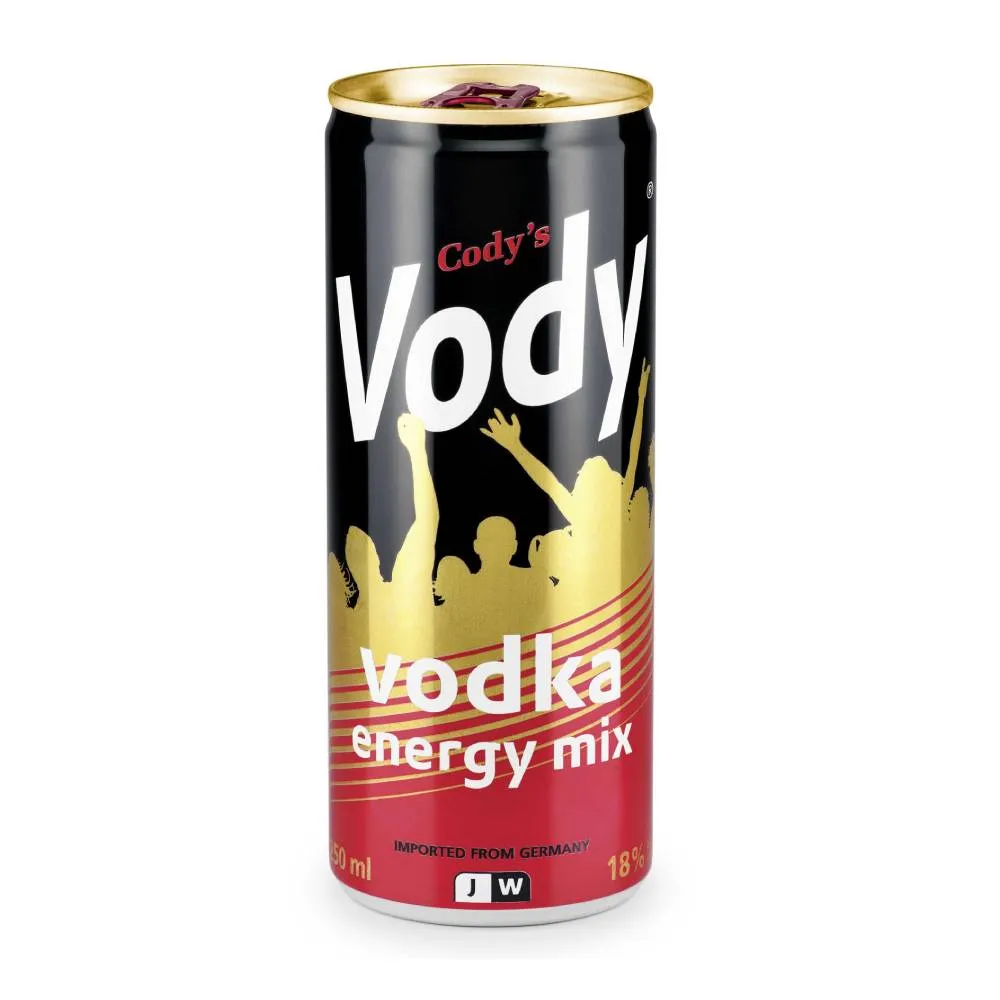 ®
Cody's
Vody
vodka
energy mix
IMPORTED FROM GERMANY
50 ml
18%
J W